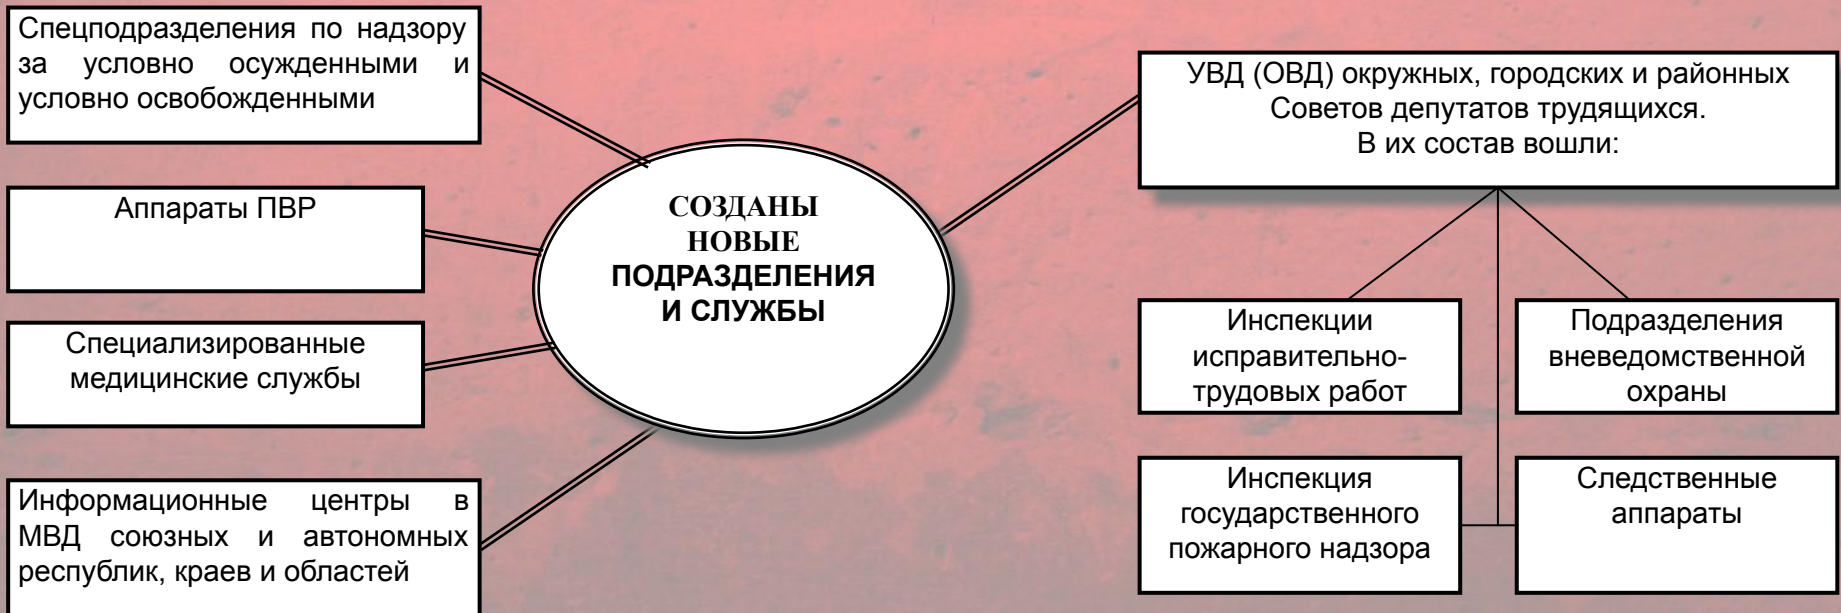 Спецподразделения по надзору
за условно осужденными и
условно освобожденными
Аппараты ПВР
Специализированные
медицинские службы
Информационные центры в
МВД союзных и автономных
республик, краев и областей
СОЗДАНЫ
НОВЫЕ
ПОДРАЗДЕЛЕНИЯ
И СЛУЖБЫ
УВД (ОВД) окружных, городских и районных
Советов депутатов трудящихся.
В их состав вошли:
Инспекции
исправительно-
трудовых работ
Подразделения
вневедомственной
охраны
Инспекция
государственного
пожарного надзора
Следственные
аппараты